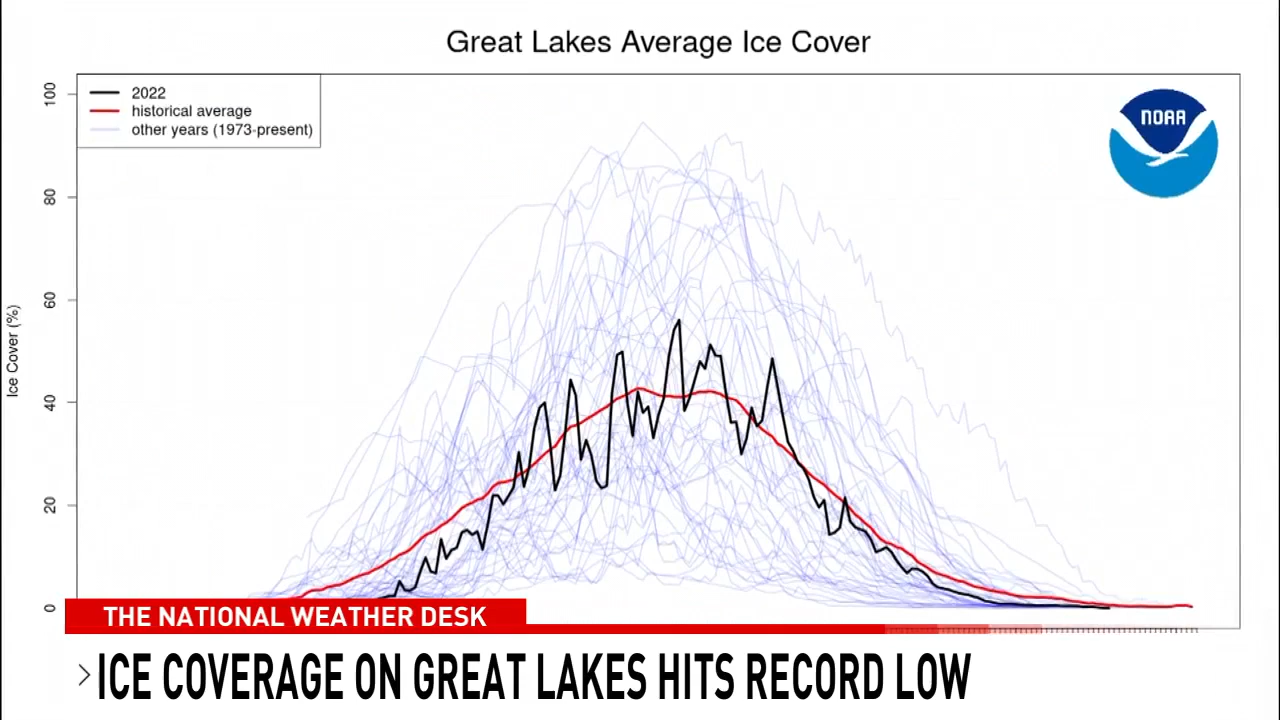 Great Lakes Average Ice Cover
2022
historical average
other years (1973-present)
NOAA
100
80
60
40
20
0
Ice Cover (%)
THE NATIONAL WEATHER DESK
ICE COVERAGE ON GREAT LAKES HITS RECORD LOW